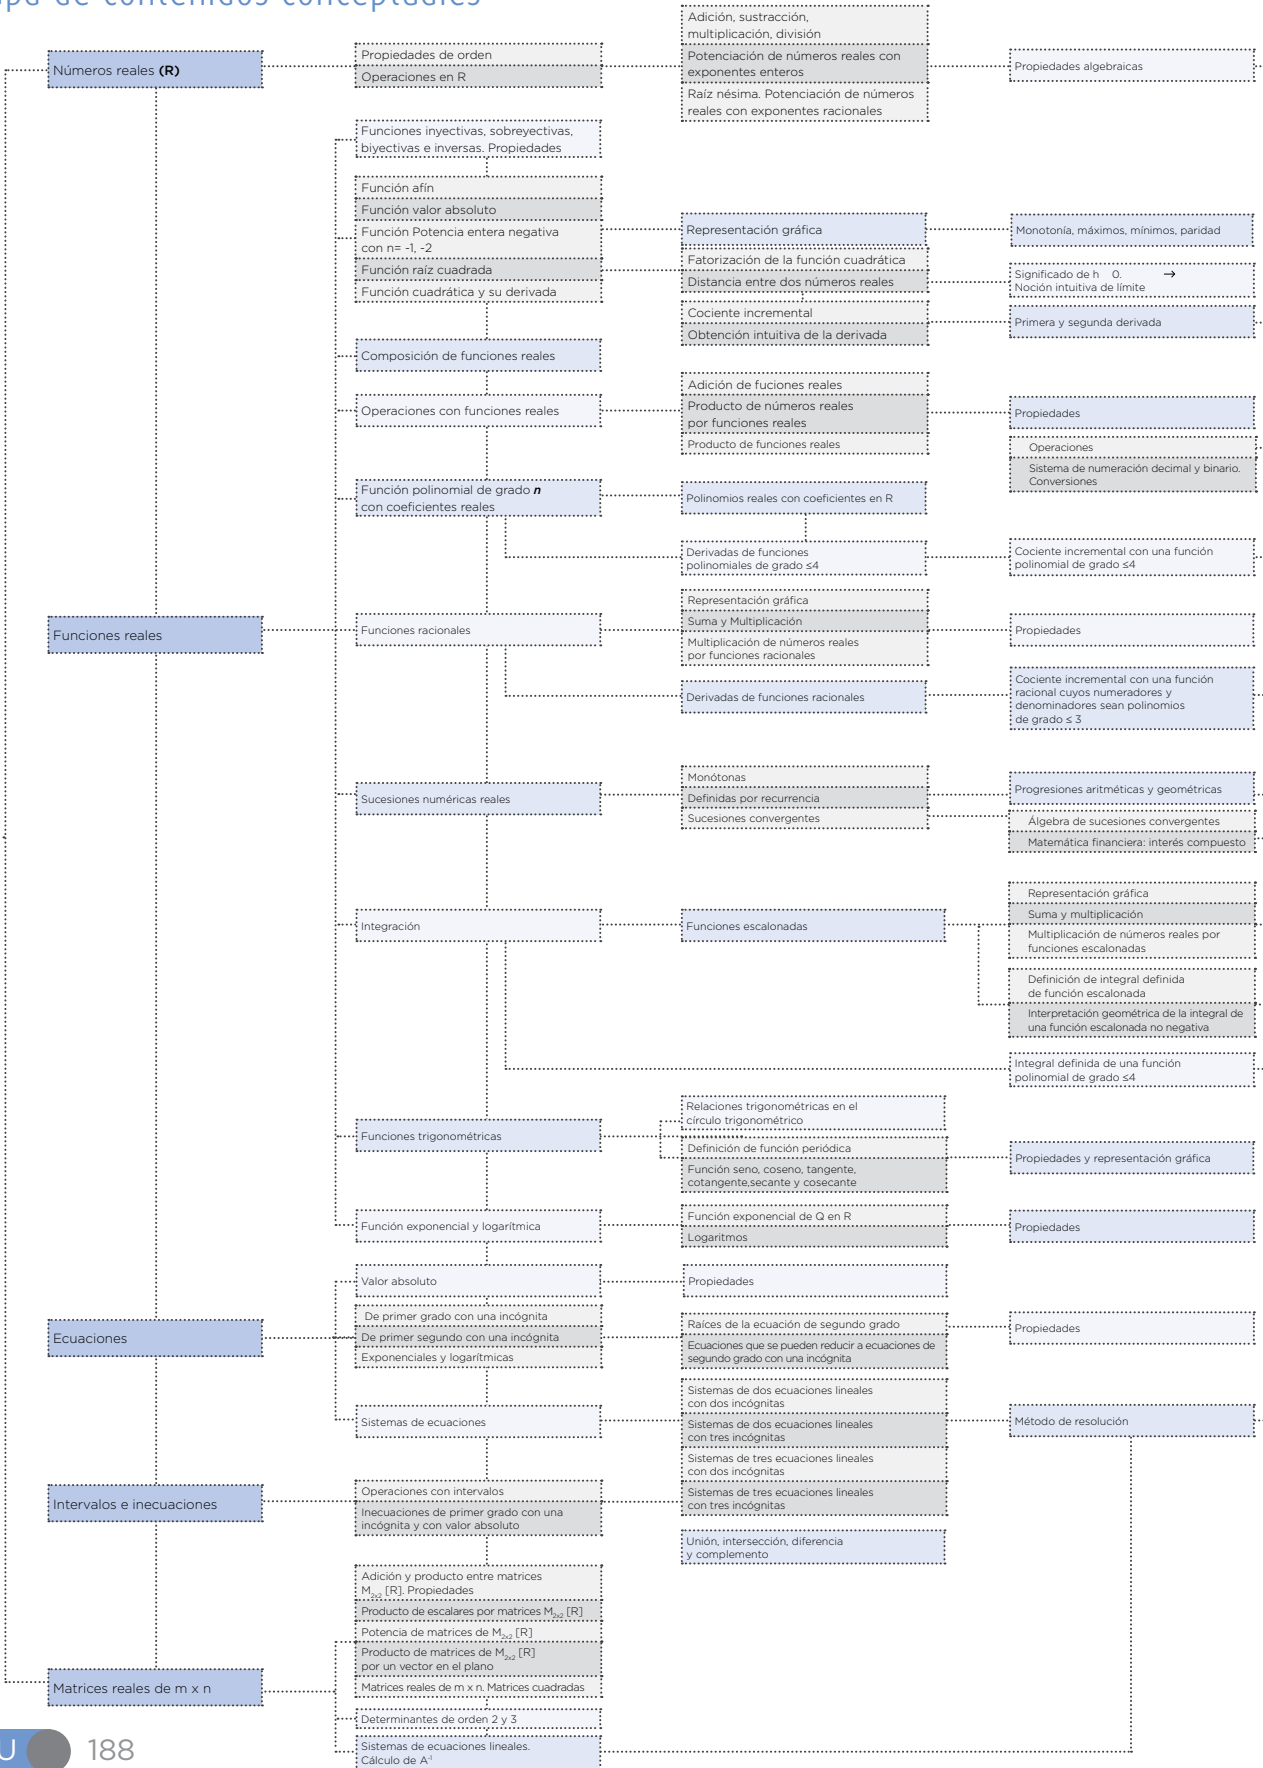 Mapa de contenidos conceptuales
Números reales (R)
Propiedades de orden
Operaciones en R
Adición, sustracción,
multiplicación, división
Potenciación de números reales con
exponentes enteros
Raíz nésima. Potenciación de números
reales con exponentes racionales
Propiedades algebraicas
Funciones inyectivas, sobreyectivas,
biyectivas e inversas. Propiedades
Función afín
Función valor absoluto
Función Potencia entera negativa
con n= -1, -2
Función raíz cuadrada
Función cuadrática y su derivada
Representación gráfica
Fatorización de la función cuadrática
Distancia entre dos números reales
Cociente incremental
Obtención intuitiva de la derivada
Monotonía, máximos, mínimos, paridad
Significado de h 0. →
Noción intuitiva de límite
Primera y segunda derivada
Composición de funciones reales
Operaciones con funciones reales
Adición de fuciones reales
Producto de números reales
por funciones reales
Producto de funciones reales
Propiedades
Operaciones
Sistema de numeración decimal y binario.
Conversiones
Función polinomial de grado n
con coeficientes reales
Polinomios reales con coeficientes en R
Derivadas de funciones
polinomiales de grado ≤4
Cociente incremental con una función
polinomial de grado ≤4
Funciones reales
Funciones racionales
Representación gráfica
Suma y Multiplicación
Multiplicación de números reales
por funciones racionales
Propiedades
Derivadas de funciones racionales
Cociente incremental con una función
racional cuyos numeradores y
denominadores sean polinomios
de grado ≤ 3
Sucesiones numéricas reales
Monótonas
Definidas por recurrencia
Sucesiones convergentes
Progresiones aritméticas y geométricas
Álgebra de sucesiones convergentes
Matemática financiera: interés compuesto
Integración
Funciones escalonadas
Representación gráfica
Suma y multiplicación
Multiplicación de números reales por
funciones escalonadas
Definición de integral definida
de función escalonada
Interpretación geométrica de la integral de
una función escalonada no negativa
Integral definida de una función
polinomial de grado ≤4
Funciones trigonométricas
Relaciones trigonométricas en el
círculo trigonométrico
Definición de función periódica
Función seno, coseno, tangente,
cotangente,secante y cosecante
Propiedades y representación gráfica
Función exponencial y logarítmica
Función exponencial de Q en R
Logaritmos
Propiedades
Valor absoluto
Propiedades
Ecuaciones
De primer grado con una incógnita
De primer segundo con una incógnita
Exponenciales y logarítmicas
Raíces de la ecuación de segundo grado
Ecuaciones que se pueden reducir a ecuaciones de
segundo grado con una incógnita
Propiedades
Sistemas de ecuaciones
Sistemas de dos ecuaciones lineales
con dos incógnitas
Sistemas de dos ecuaciones lineales
con tres incógnitas
Sistemas de tres ecuaciones lineales
con dos incógnitas
Sistemas de tres ecuaciones lineales
con tres incógnitas
Método de resolución
Intervalos e inecuaciones
Operaciones con intervalos
Inecuaciones de primer grado con una
incógnita y con valor absoluto
Unión, intersección, diferencia
y complemento
Matrices reales de m x n
Adición y producto entre matrices
M2x2 [R]. Propiedades
Producto de escalares por matrices M2x2 [R]
Potencia de matrices de M2x2 [R]
Producto de matrices de M2x2 [R]
por un vector en el plano
Matrices reales de m x n. Matrices cuadradas
Determinantes de orden 2 y 3
Sistemas de ecuaciones lineales.
Cálculo de A-1
U 188